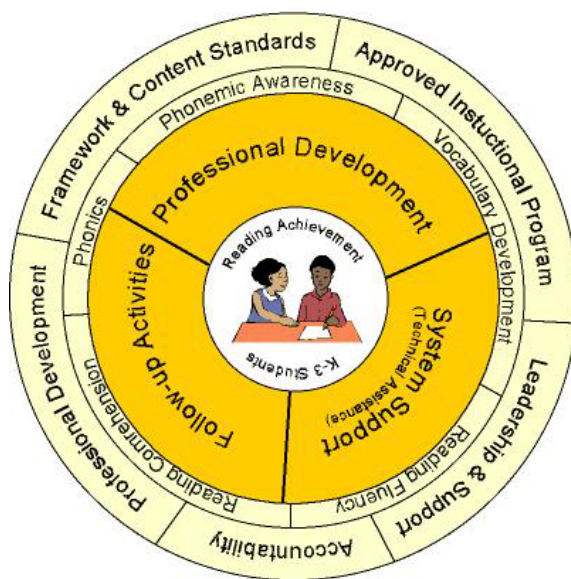 Framework & Content Standards
Approved Instuctional Program
Leadership & Support
Accountability
Professional Development
Phonemic Awareness
Vocabulary Development
Reading Fluency
Reading Comrehension
Phonics
Professional Development
System Support
(Technical Assistance)
Follow-up Activities
Reading Achievement
K-3 Students